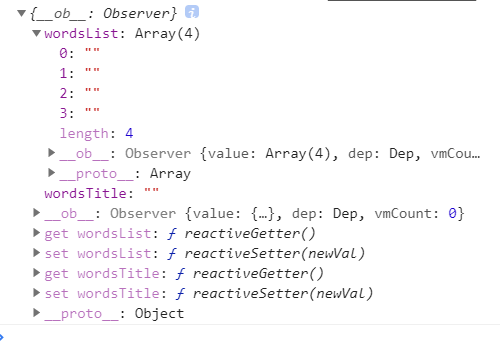 ▼{__ob__: Observer} i
▼wordsList: Array(4)
0: ""
1: ""
2: ""
3: ""
length: 4
▶__ob__: Observer {value: Array(4), dep: Dep, vmCou…
▶__proto__: Array
wordsTitle: ""
▶__ob__: Observer {value: {…}, dep: Dep, vmCount: 0}
▶get wordsList: ƒ reactiveGetter()
▶set wordsList: ƒ reactiveSetter(newVal)
▶get wordsTitle: ƒ reactiveGetter()
▶set wordsTitle: ƒ reactiveSetter(newVal)
▶__proto__: Object